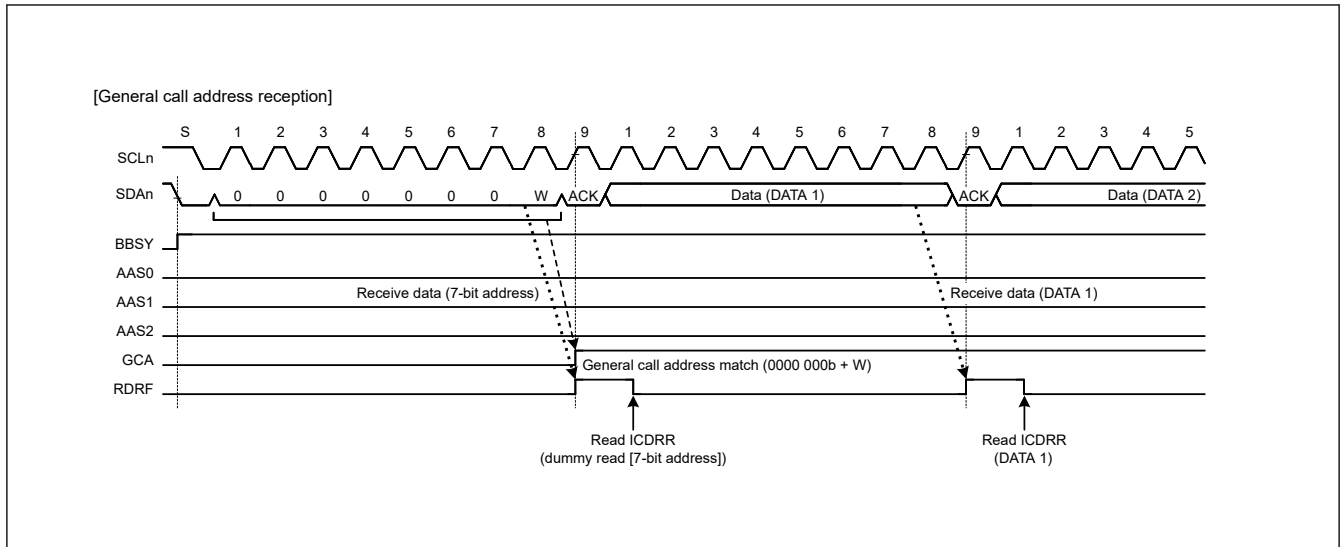 [General call address reception]
S 1 2 3 4 5 6 7 8 9 1 2 3 4 5 6 7 8 9 1 2 3 4 5
SCLn
SDAn 0 0 0 0 0 0 0 W ACK Data (DATA 1) ACK Data (DATA 2)
BBSY
AAS0
Receive data (7-bit address) Receive data (DATA 1)
AAS1
AAS2
GCA General call address match (0000 000b + W)
RDRF
Read ICDRR Read ICDRR
(dummy read [7-bit address]) (DATA 1)